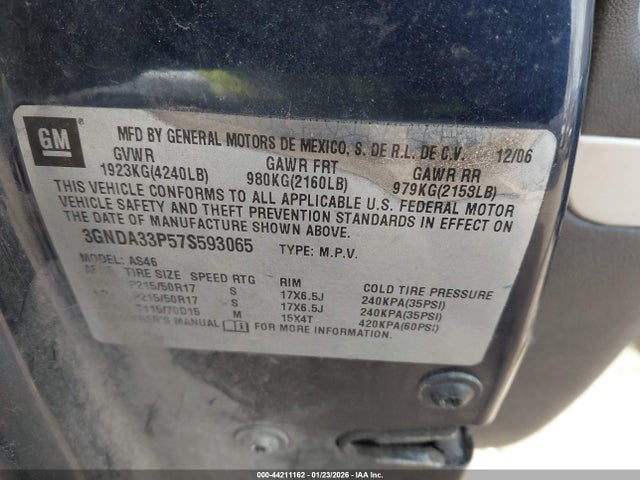 GM
MFD BY GENERAL MOTORS DE MEXICO, S. DE R.L. DE C.V. 12/06
GVWR GAWR FRT GAWR RR
1923KG(4240LB) 980KG(2160LB) 979KG(2153LB)
THIS VEHICLE CONFORMS TO ALL APPLICABLE U.S. FEDERAL MOTOR
VEHICLE SAFETY AND THEFT PREVENTION STANDARDS IN EFFECT ON
THE DATE OF MANUFACTURE SHOWN ABOVE.
3GNDA33P57S593065 TYPE: M.P.V.
MODEL: AS46
TIRE SIZE SPEED RTG RIM COLD TIRE PRESSURE
P215/50R17 S 17X6.5J 240KPA(35PSI)
P215/50R17 S 17X6.5J 240KPA(35PSI)
T115/70D15 M 15X4T 420KPA(60PSI)
MANUAL FOR MORE INFORMATION.
000-44211162 | 01/23/2026 - IAA Inc.